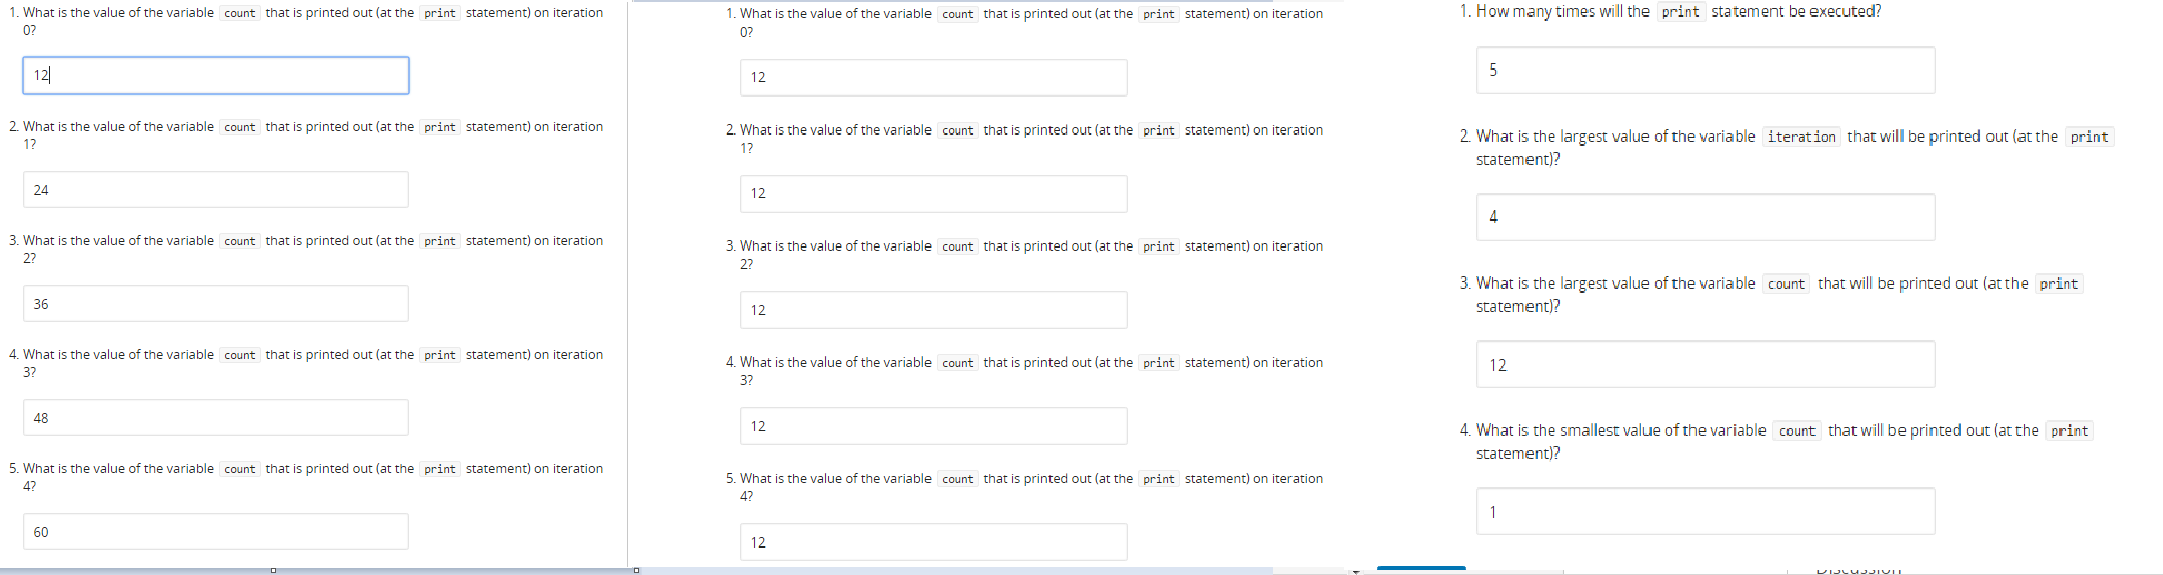 1. What is the value of the variable count that is printed out (at the print statement) on iteration
0?
12
2. What is the value of the variable count that is printed out (at the print statement) on iteration
1?
24
3. What is the value of the variable count that is printed out (at the print statement) on iteration
2?
36
4. What is the value of the variable count that is printed out (at the print statement) on iteration
3?
48
5. What is the value of the variable count that is printed out (at the print statement) on iteration
4?
60
1. What is the value of the variable count that is printed out (at the print statement) on iteration
0?
12
2. What is the value of the variable count that is printed out (at the print statement) on iteration
1?
12
3. What is the value of the variable count that is printed out (at the print statement) on iteration
2?
12
4. What is the value of the variable count that is printed out (at the print statement) on iteration
3?
12
5. What is the value of the variable count that is printed out (at the print statement) on iteration
4?
12
1. How many times will the print statement be executed?
5
2. What is the largest value of the variable iteration that will be printed out (at the print
statement)?
4
3. What is the largest value of the variable count that will be printed out (at the print
statement)?
12
4. What is the smallest value of the variable count that will be printed out (at the print
statement)?
1